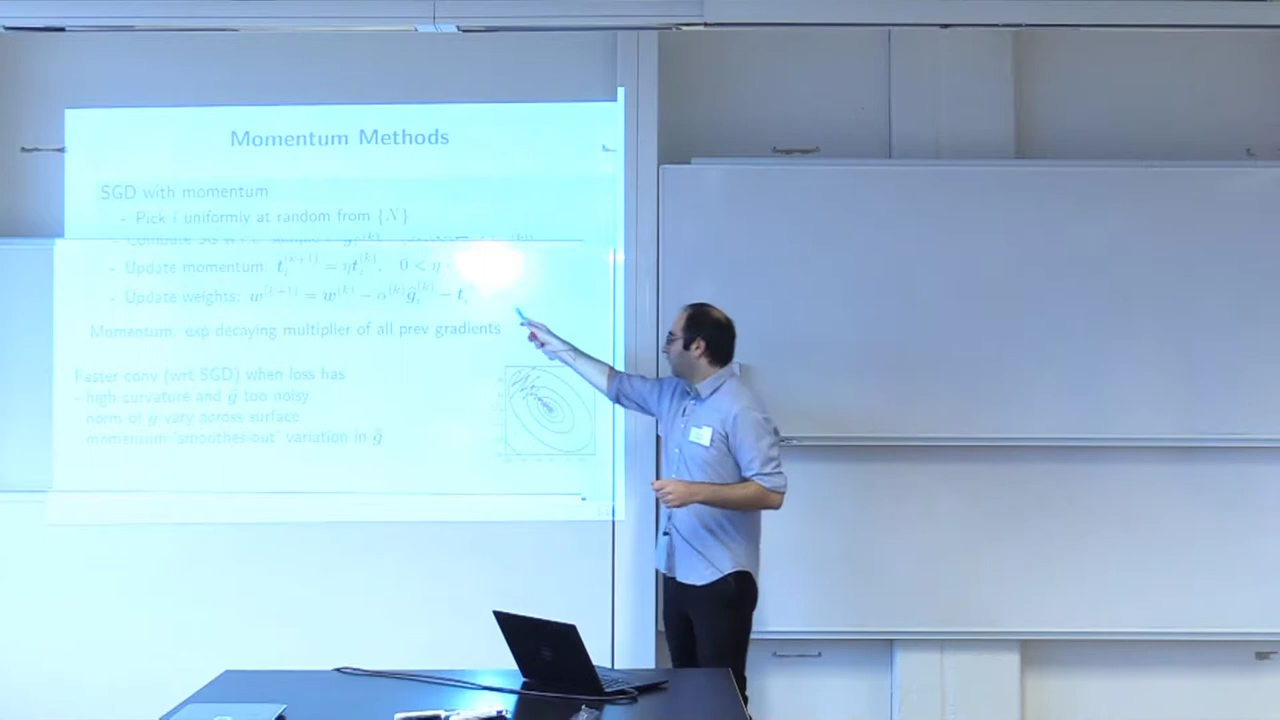 Momentum Methods
SGD with momentum
- Pick i uniformly at random from {N}
- Update momentum: t_i^{(k+1)} = ηt_i^{(k)}, 0 < η
- Update weights: w^{(k+1)} = w^{(k)} − α^{(k)}ĝ_i^{(k)} − t_i
Momentum: exp decaying multiplier of all prev gradients
Faster conv (wrt SGD) when loss has
- high curvature and g̃ too noisy
norm of g̃ vary across surface
momentum 'smoothes-out' variation in g̃